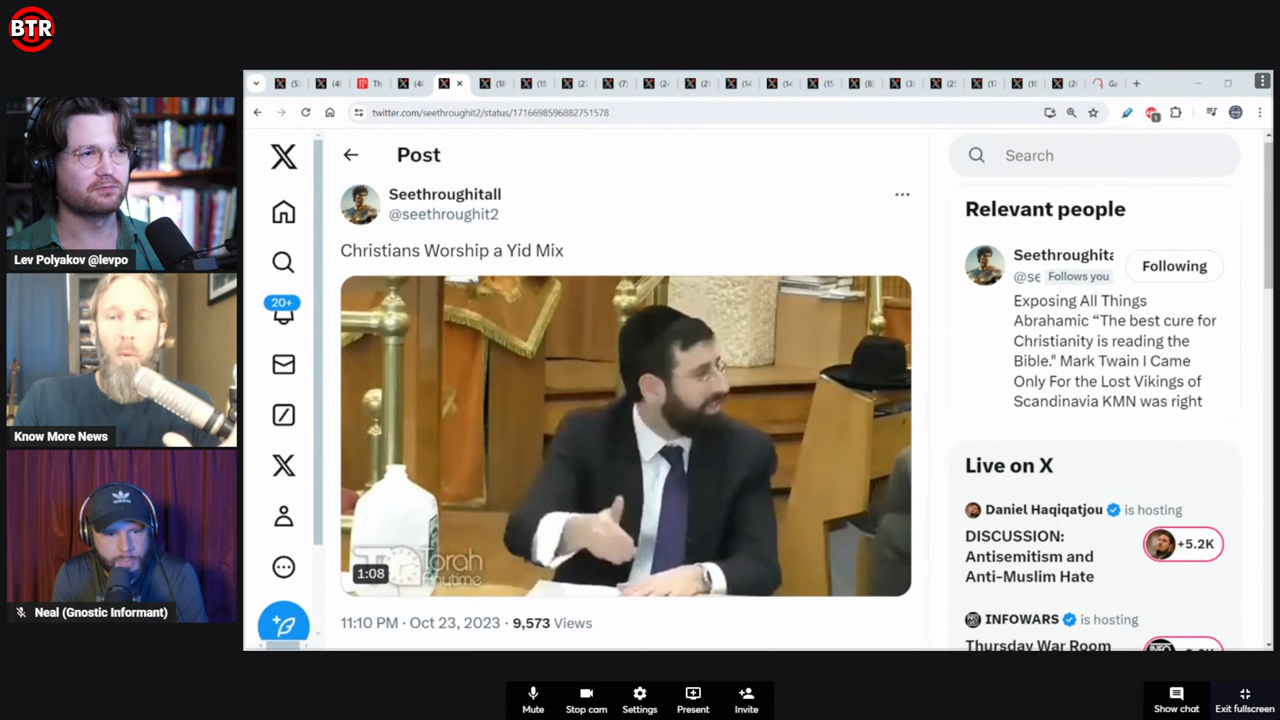 BTR
Lev Polyakov @levpo
Know More News
Neal (Gnostic Informant)
twitter.com/seethroughit2/status/1716698596882751578
20+
Post
Seethroughitall
@seethroughit2
Christians Worship a Yid Mix
Torah
Anytime
1:08
11:10 PM · Oct 23, 2023 · 9,573 Views
Search
Relevant people
Seethroughita
@se Follows you
Following
Exposing All Things
Abrahamic “The best cure for
Christianity is reading the
Bible." Mark Twain I Came
Only For the Lost Vikings of
Scandinavia KMN was right
Live on X
Daniel Haqiqatjou is hosting
DISCUSSION:
Antisemitism and
Anti-Muslim Hate
+5.2K
INFOWARS is hosting
Thursday War Room
Mute
Stop cam
Settings
Present
Invite
Show chat
Exit fullscreen